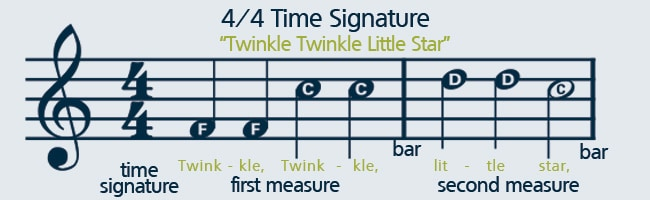 4/4 Time Signature
“Twinkle Twinkle Little Star”
4
4
F F C C D D C
Twink - kle, Twink - kle, lit - tle star,
time
signature
first measure
bar
second measure
bar